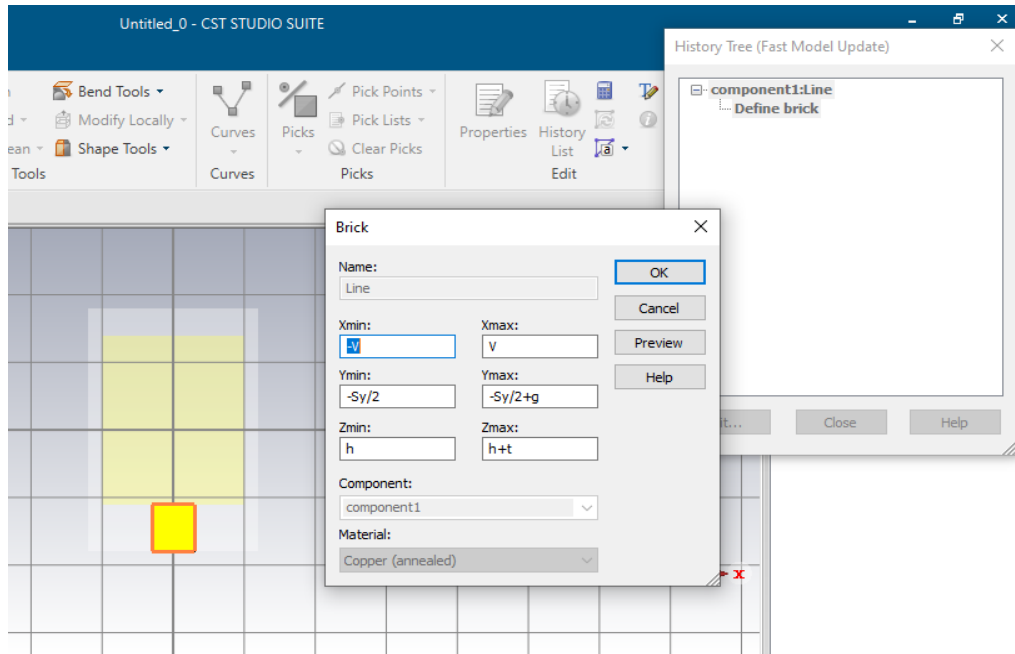 Untitled_0 - CST STUDIO SUITE
History Tree (Fast Model Update)
component1:Line
Define brick
Bend Tools
Modify Locally
Shape Tools
Tools
Curves
Curves
Picks
Pick Points
Pick Lists
Clear Picks
Picks
Properties
History
List
Edit
Brick
Name:
Line
Xmin:
Xmax:
-V
V
Ymin:
Ymax:
-Sy/2
-Sy/2+g
Zmin:
Zmax:
h
h+t
Component:
component1
Material:
Copper (annealed)
OK
Cancel
Preview
Help
Close
Help
x